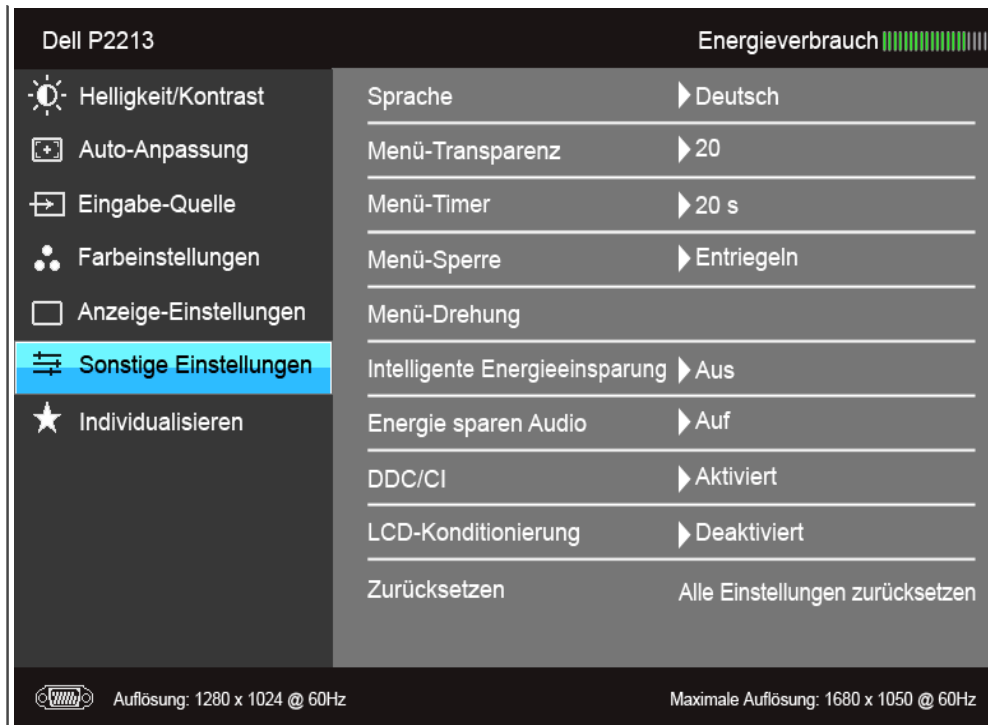 Dell P2213 Energieverbrauch
Helligkeit/Kontrast
Auto-Anpassung
Eingabe-Quelle
Farbeinstellungen
Anzeige-Einstellungen
Sonstige Einstellungen
Individualisieren
Sprache Deutsch
Menü-Transparenz 20
Menü-Timer 20 s
Menü-Sperre Entriegeln
Menü-Drehung
Intelligente Energieeinsparung Aus
Energie sparen Audio Auf
DDC/CI Aktiviert
LCD-Konditionierung Deaktiviert
Zurücksetzen Alle Einstellungen zurücksetzen
Auflösung: 1280 x 1024 @ 60Hz Maximale Auflösung: 1680 x 1050 @ 60Hz